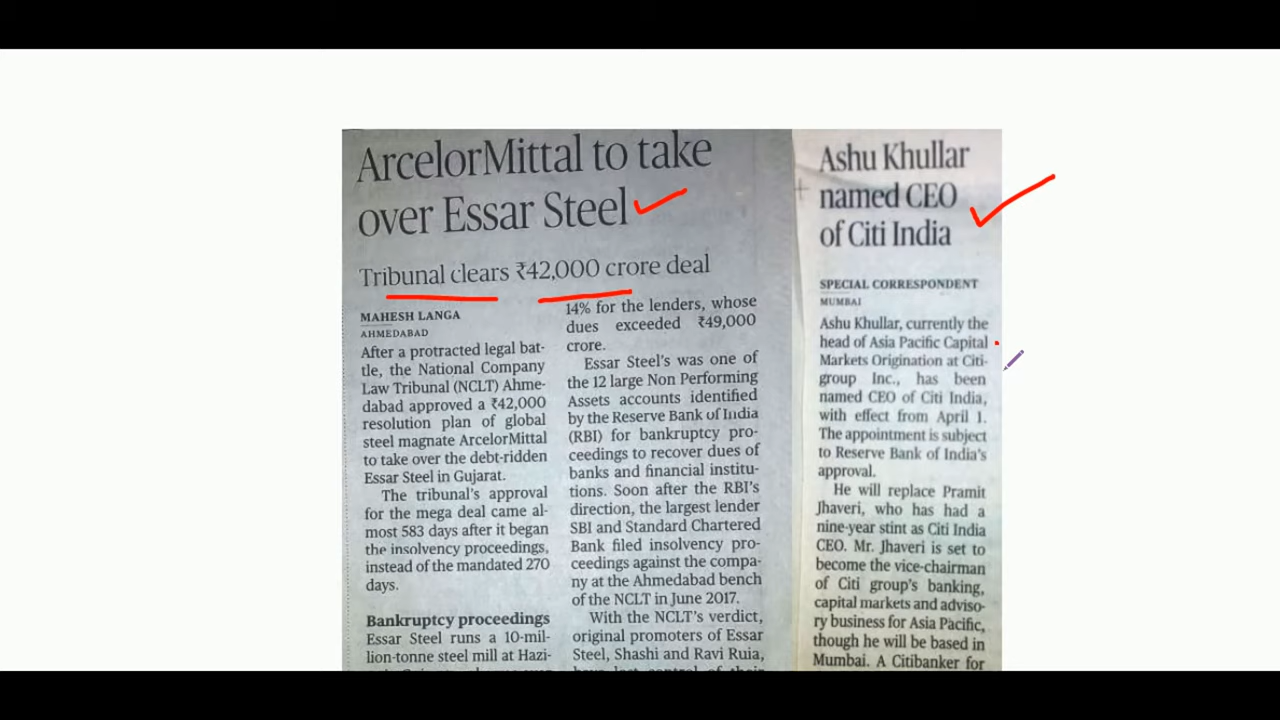 ArcelorMittal to take
over Essar Steel
Tribunal clears ₹42,000 crore deal
MAHESH LANGA
AHMEDABAD
After a protracted legal bat-
tle, the National Company
Law Tribunal (NCLT) Ahme-
dabad approved a ₹42,000
resolution plan of global
steel magnate ArcelorMittal
to take over the debt-ridden
Essar Steel in Gujarat.
The tribunal's approval
for the mega deal came al-
most 583 days after it began
the insolvency proceedings,
instead of the mandated 270
days.
Bankruptcy proceedings
Essar Steel runs a 10-mil-
lion-tonne steel mill at Hazi-
14% for the lenders, whose
dues exceeded ₹49,000
crore.
Essar Steel's was one of
the 12 large Non Performing
Assets accounts identified
by the Reserve Bank of India
(RBI) for bankruptcy pro-
ceedings to recover dues of
banks and financial institu-
tions. Soon after the RBI's
direction, the largest lender
SBI and Standard Chartered
Bank filed insolvency pro-
ceedings against the compa-
ny at the Ahmedabad bench
of the NCLT in June 2017.
With the NCLT's verdict,
original promoters of Essar
Steel, Shashi and Ravi Ruia,
Ashu Khullar
named CEO
of Citi India
SPECIAL CORRESPONDENT
MUMBAI
Ashu Khullar, currently the
head of Asia Pacific Capital
Markets Origination at Citi-
group Inc., has been
named CEO of Citi India,
with effect from April 1.
The appointment is subject
to Reserve Bank of India's
approval.
He will replace Pramit
Jhaveri, who has had a
nine-year stint as Citi India
CEO. Mr. Jhaveri is set to
become the vice-chairman
of Citi group's banking,
capital markets and adviso-
ry business for Asia Pacific,
though he will be based in
Mumbai. A Citibanker for